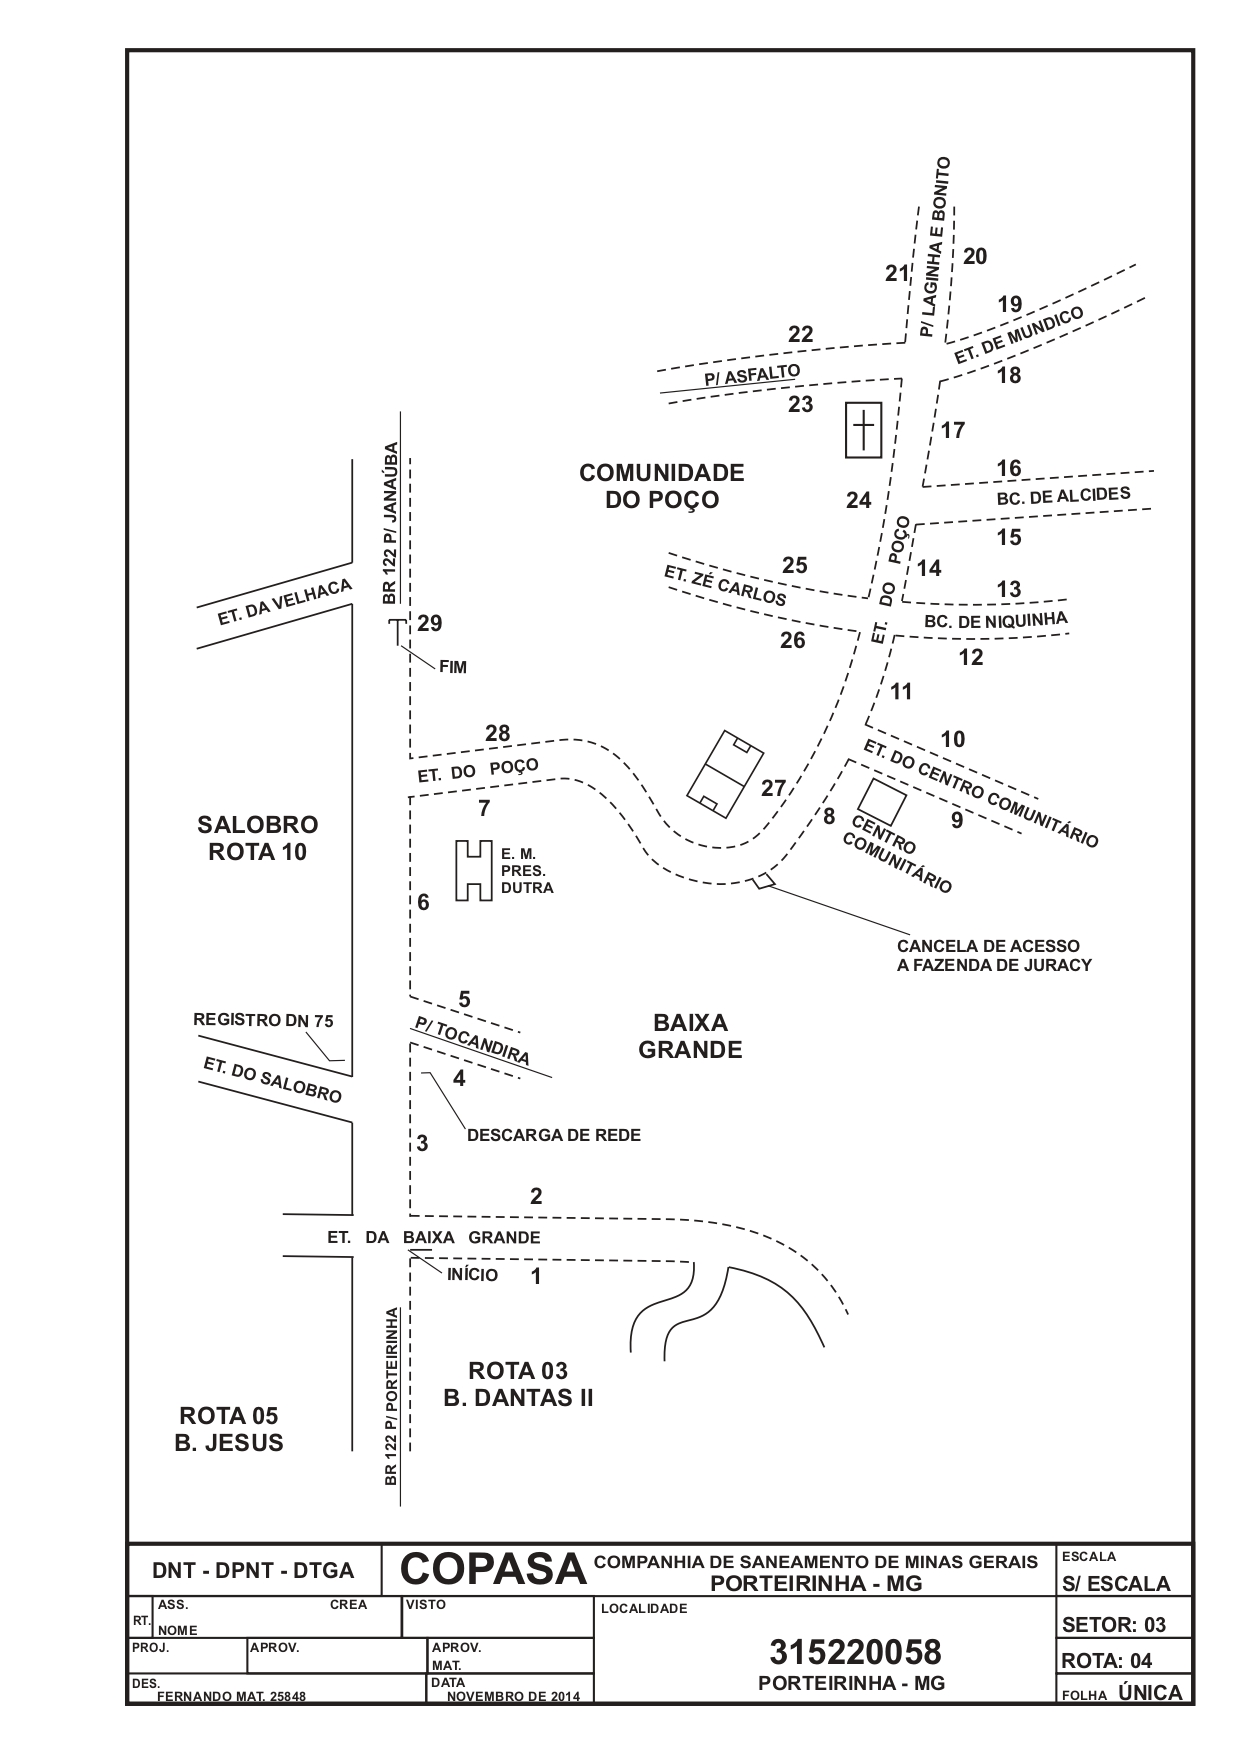 P/ LAGINHA E BONITO
20
21
19
ET. DE MUNDICO
22
P/ ASFALTO
18
23
17
BR 122 P/ JANAÚBA
COMUNIDADE
DO POÇO
16
BC. DE ALCIDES
24
15
ET. DO POÇO
25
14
ET. ZÉ CARLOS
13
ET. DA VELHACA
BC. DE NIQUINHA
29
26
12
FIM
11
28
10
ET. DO POÇO
ET. DO CENTRO COMUNITÁRIO
27
7
8
9
SALOBRO
ROTA 10
CENTRO
COMUNITÁRIO
E. M.
PRES.
DUTRA
6
CANCELA DE ACESSO
A FAZENDA DE JURACY
5
REGISTRO DN 75
P/ TOCANDIRA
BAIXA
GRANDE
ET. DO SALOBRO
4
DESCARGA DE REDE
3
2
ET. DA BAIXA GRANDE
INÍCIO
1
BR 122 P/ PORTEIRINHA
ROTA 03
B. DANTAS II
ROTA 05
B. JESUS
DNT - DPNT - DTGA
COPASA
COMPANHIA DE SANEAMENTO DE MINAS GERAIS
PORTEIRINHA - MG
ESCALA
S/ ESCALA
RT.
ASS.
CREA
NOME
VISTO
LOCALIDADE
315220058
PORTEIRINHA - MG
SETOR: 03
PROJ.
APROV.
APROV.
MAT.
ROTA: 04
DES.
FERNANDO MAT. 25848
DATA
NOVEMBRO DE 2014
FOLHA ÚNICA